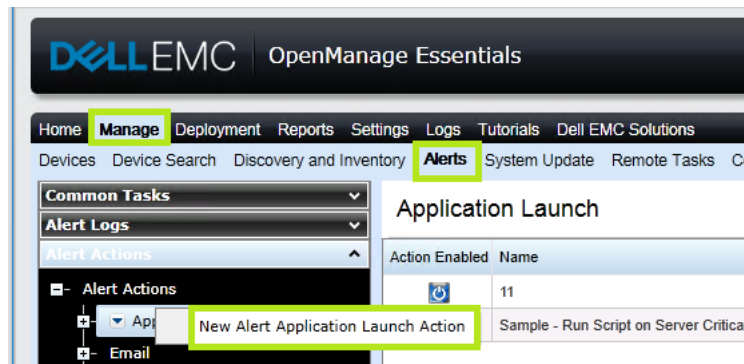 DELLEMC OpenManage Essentials
Home Manage Deployment Reports Settings Logs Tutorials Dell EMC Solutions
Devices Device Search Discovery and Inventory Alerts System Update Remote Tasks
Common Tasks
Alert Logs
Alert Actions
Application Launch
Action Enabled Name
Alert Actions
11
New Alert Application Launch Action
Sample - Run Script on Server
Email